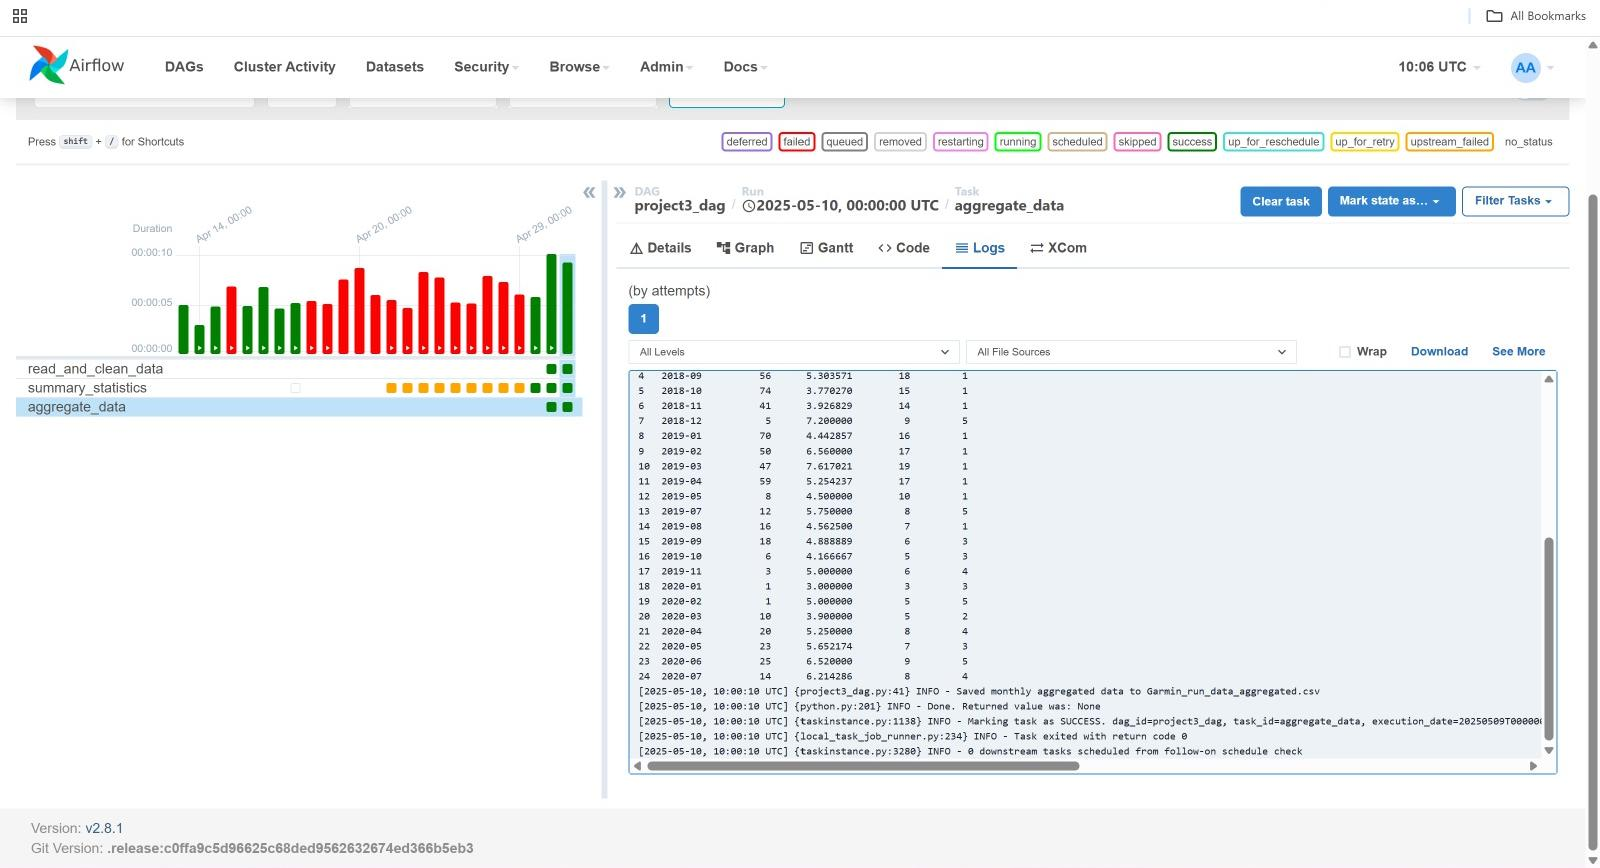 All Bookmarks
Airflow DAGs Cluster Activity Datasets Security Browse Admin Docs 10:06 UTC AA
Press shift + / for Shortcuts
deferred failed queued removed restarting running scheduled skipped success up_for_reschedule up_for_retry upstream_failed no_status
Duration
00:00:10
00:00:05
00:00:00
Apr 14, 00:00
Apr 20, 00:00
Apr 29, 00:00
read_and_clean_data
summary_statistics
aggregate_data
DAG Run Task
project3_dag / 2025-05-10, 00:00:00 UTC / aggregate_data
Clear task Mark state as... Filter Tasks
Details Graph Gantt Code Logs XCom
(by attempts)
1
All Levels All File Sources Wrap Download See More
4 2018-09 56 5.303571 18 1
5 2018-10 74 3.770270 15 1
6 2018-11 41 3.926829 14 1
7 2018-12 5 7.200000 9 5
8 2019-01 70 4.442857 16 1
9 2019-02 50 6.560000 17 1
10 2019-03 47 7.617021 19 1
11 2019-04 59 5.254237 17 1
12 2019-05 8 4.500000 10 1
13 2019-07 12 5.750000 8 5
14 2019-08 16 4.562500 7 1
15 2019-09 18 4.888889 6 3
16 2019-10 6 4.166667 5 3
17 2019-11 3 5.000000 6 4
18 2020-01 1 3.000000 3 3
19 2020-02 1 5.000000 5 5
20 2020-03 10 3.900000 5 2
21 2020-04 20 5.250000 8 4
22 2020-05 23 5.652174 7 3
23 2020-06 25 6.520000 9 5
24 2020-07 14 6.214286 8 4
[2025-05-10, 10:00:10 UTC] {project3_dag.py:41} INFO - Saved monthly aggregated data to Garmin_run_data_aggregated.csv
[2025-05-10, 10:00:10 UTC] {python.py:201} INFO - Done. Returned value was: None
[2025-05-10, 10:00:10 UTC] {taskinstance.py:1138} INFO - Marking task as SUCCESS. dag_id=project3_dag, task_id=aggregate_data, execution_date=20250509T00000
[2025-05-10, 10:00:10 UTC] {local_task_job_runner.py:234} INFO - Task exited with return code 0
[2025-05-10, 10:00:10 UTC] {taskinstance.py:3280} INFO - 0 downstream tasks scheduled from follow-on schedule check
Version: v2.8.1
Git Version: .release:c0ffa9c5d96625c68ded9562632674ed366b5eb3